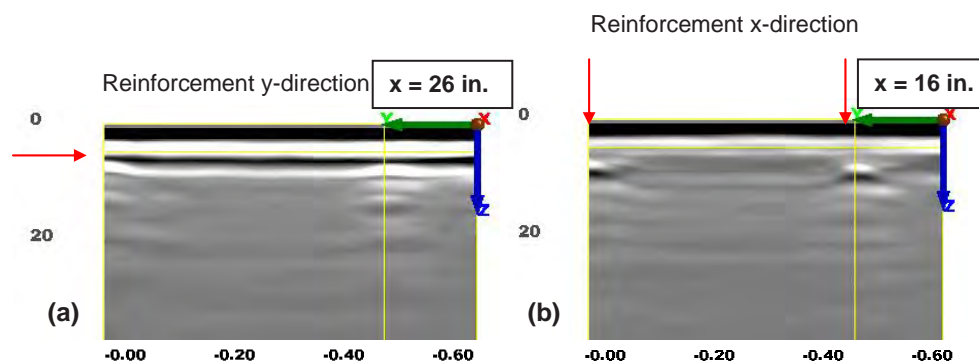 Reinforcement x-direction
Reinforcement y-direction
x = 26 in.
x = 16 in.
0
Y
X
0
Y
X
20
Z
20
Z
(a)
(b)
-0.00 -0.20 -0.40 -0.60
-0.00 -0.20 -0.40 -0.60